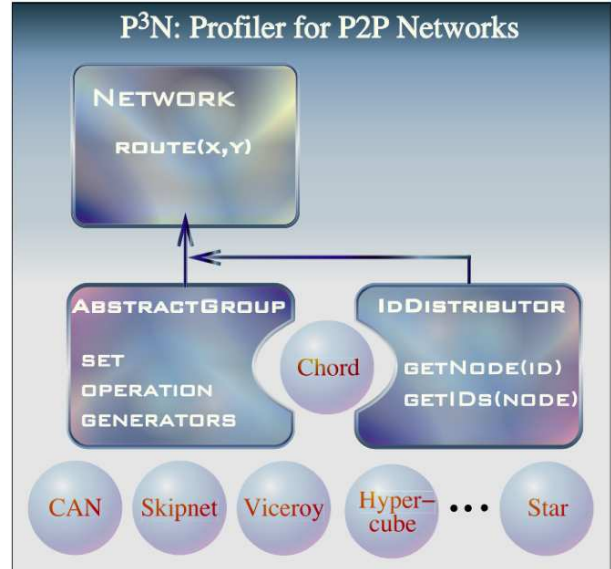 P³N: Profiler for P2P Networks
NETWORK
ROUTE(X,Y)
ABSTRACTGROUP
SET
OPERATION
GENERATORS
Chord
IDDISTRIBUTOR
GETNODE(ID)
GETIDS(NODE)
CAN
Skipnet
Viceroy
Hyper–
cube
•••
Star